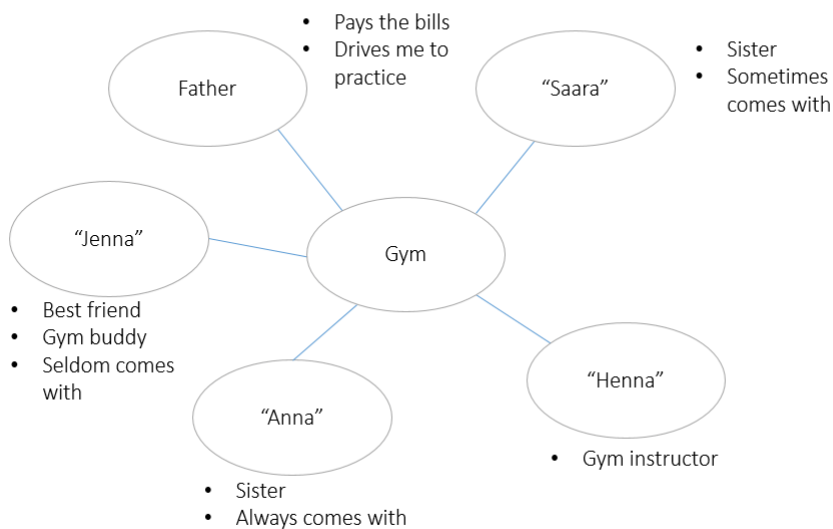 Father
• Pays the bills
• Drives me to
practice
“Saara”
• Sister
• Sometimes
comes with
“Jenna”
• Best friend
• Gym buddy
• Seldom comes
with
Gym
“Anna”
• Sister
• Always comes with
“Henna”
• Gym instructor